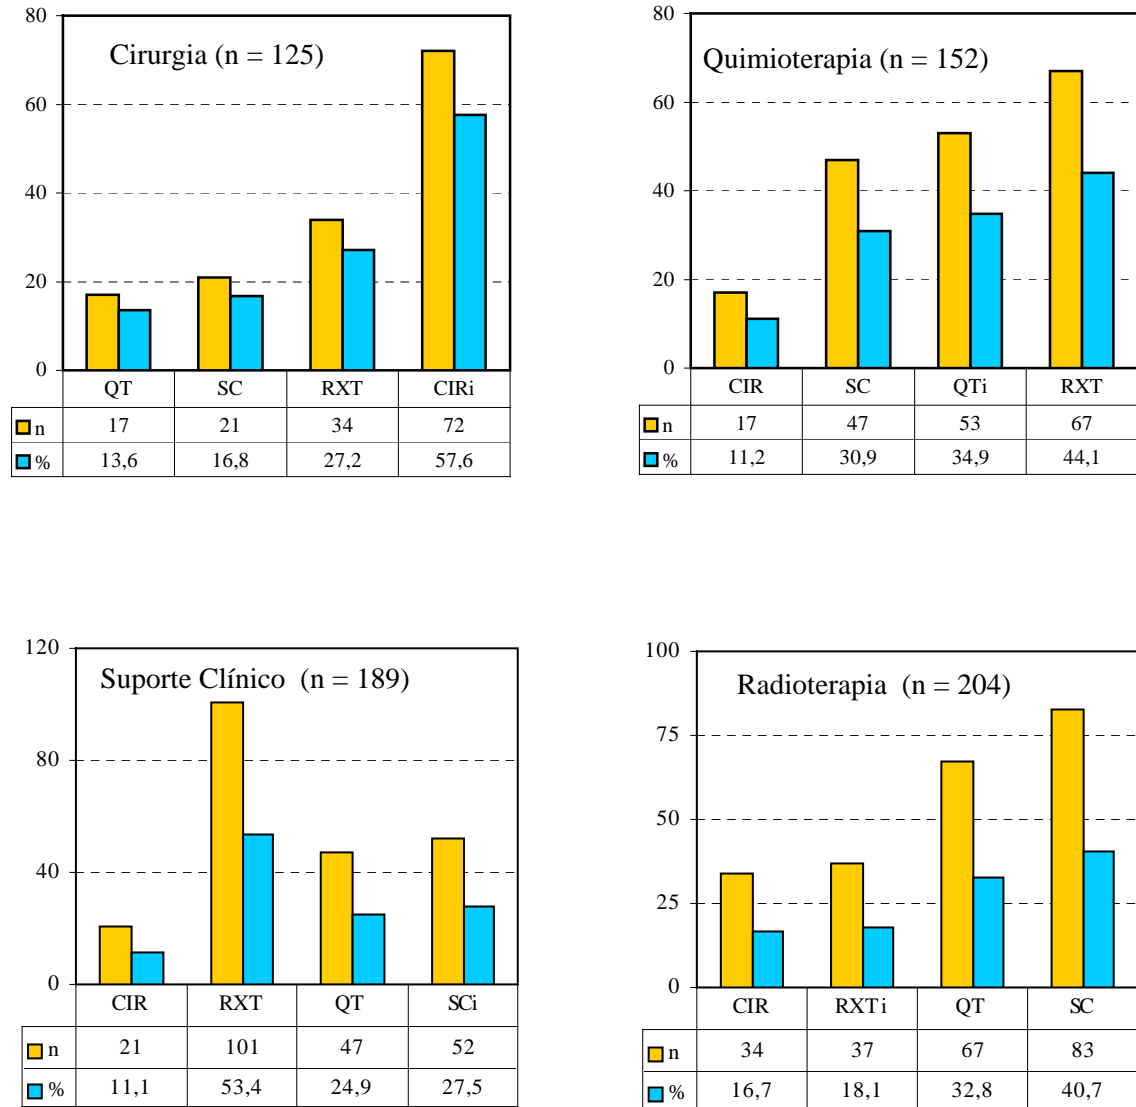 80
Cirurgia (n = 125)
60
40
20
0
QT SC RXT CIRi
n 17 21 34 72
% 13,6 16,8 27,2 57,6
80
Quimioterapia (n = 152)
60
40
20
0
CIR SC QTi RXT
n 17 47 53 67
% 11,2 30,9 34,9 44,1
120
Suporte Clínico (n = 189)
80
40
0
CIR RXT QT SCi
n 21 101 47 52
% 11,1 53,4 24,9 27,5
100
Radioterapia (n = 204)
75
50
25
0
CIR RXTi QT SC
n 34 37 67 83
% 16,7 18,1 32,8 40,7